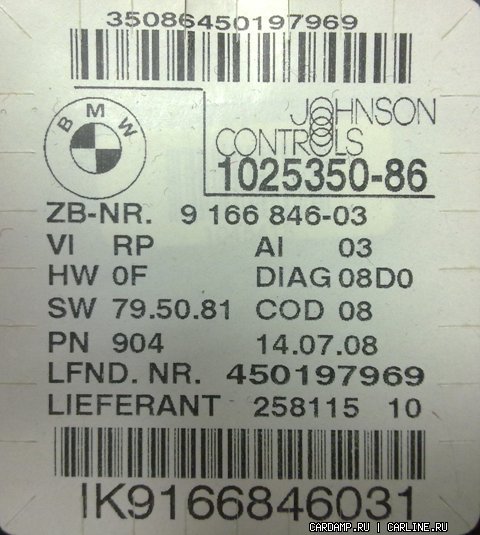 35086450197969
BMW
JOHNSON
CONTROLS
1025350-86
ZB-NR. 9 166 846-03
VI RP AI 03
HW 0F DIAG 08D0
SW 79.50.81 COD 08
PN 904 14.07.08
LFND. NR. 450197969
LIEFERANT 258115 10
IK9166846031
CARDAMP.RU | CARLINE.RU